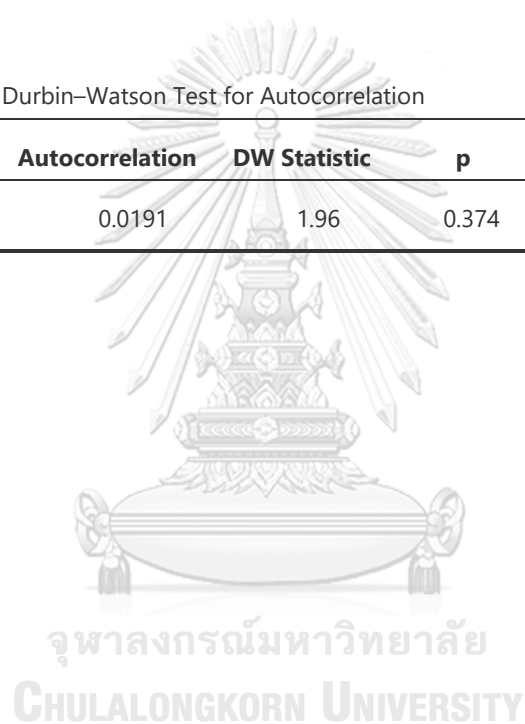 Durbin–Watson Test for Autocorrelation
Autocorrelation DW Statistic p
0.0191 1.96 0.374
จุฬาลงกรณ์มหาวิทยาลัย
CHULALONGKORN UNIVERSITY